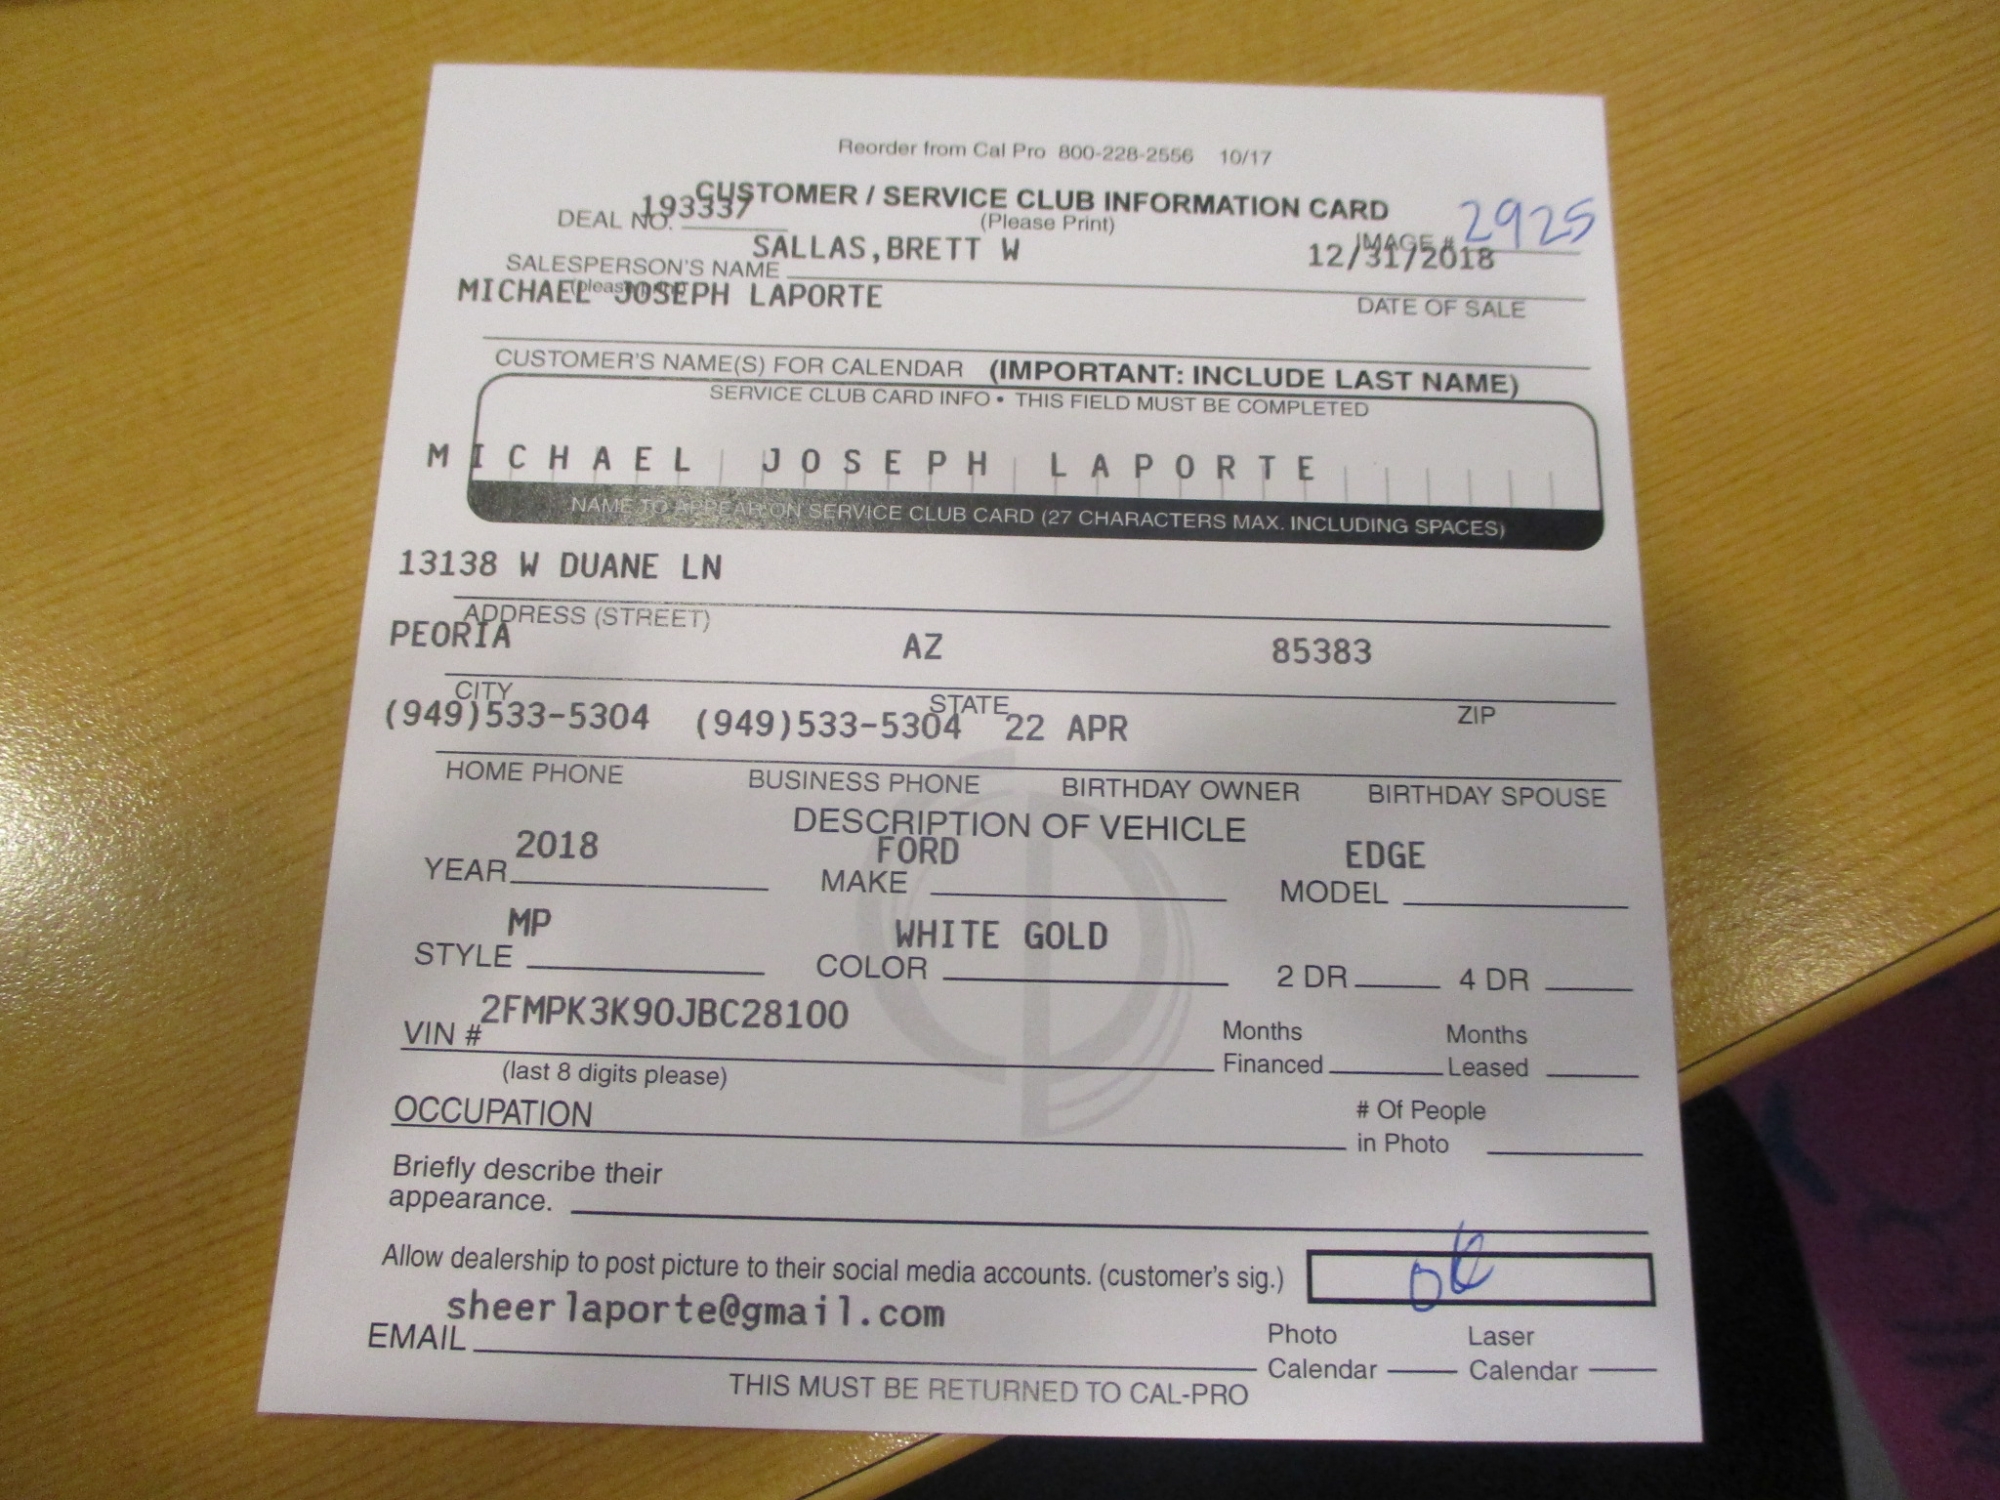 Reorder from Cal Pro 800-228-2556 10/17
CUSTOMER / SERVICE CLUB INFORMATION CARD
DEAL NO. 193337 (Please Print) IMAGE # 2925
SALESPERSON'S NAME SALLAS,BRETT W 12/31/2018
(please print) DATE OF SALE
MICHAEL JOSEPH LAPORTE
CUSTOMER'S NAME(S) FOR CALENDAR (IMPORTANT: INCLUDE LAST NAME)
SERVICE CLUB CARD INFO • THIS FIELD MUST BE COMPLETED
MICHAEL JOSEPH LAPORTE
NAME TO APPEAR ON SERVICE CLUB CARD (27 CHARACTERS MAX. INCLUDING SPACES)
13138 W DUANE LN
ADDRESS (STREET)
PEORIA AZ 85383
CITY STATE ZIP
(949)533-5304 (949)533-5304 22 APR
HOME PHONE BUSINESS PHONE BIRTHDAY OWNER BIRTHDAY SPOUSE
DESCRIPTION OF VEHICLE
YEAR 2018 MAKE FORD MODEL EDGE
STYLE MP COLOR WHITE GOLD 2 DR 4 DR
VIN # 2FMPK3K90JBC28100 Months Financed Months Leased
(last 8 digits please)
OCCUPATION # Of People in Photo
Briefly describe their
appearance.
Allow dealership to post picture to their social media accounts. (customer's sig.) ok
EMAIL sheerlaporte@gmail.com Photo Calendar Laser Calendar
THIS MUST BE RETURNED TO CAL-PRO